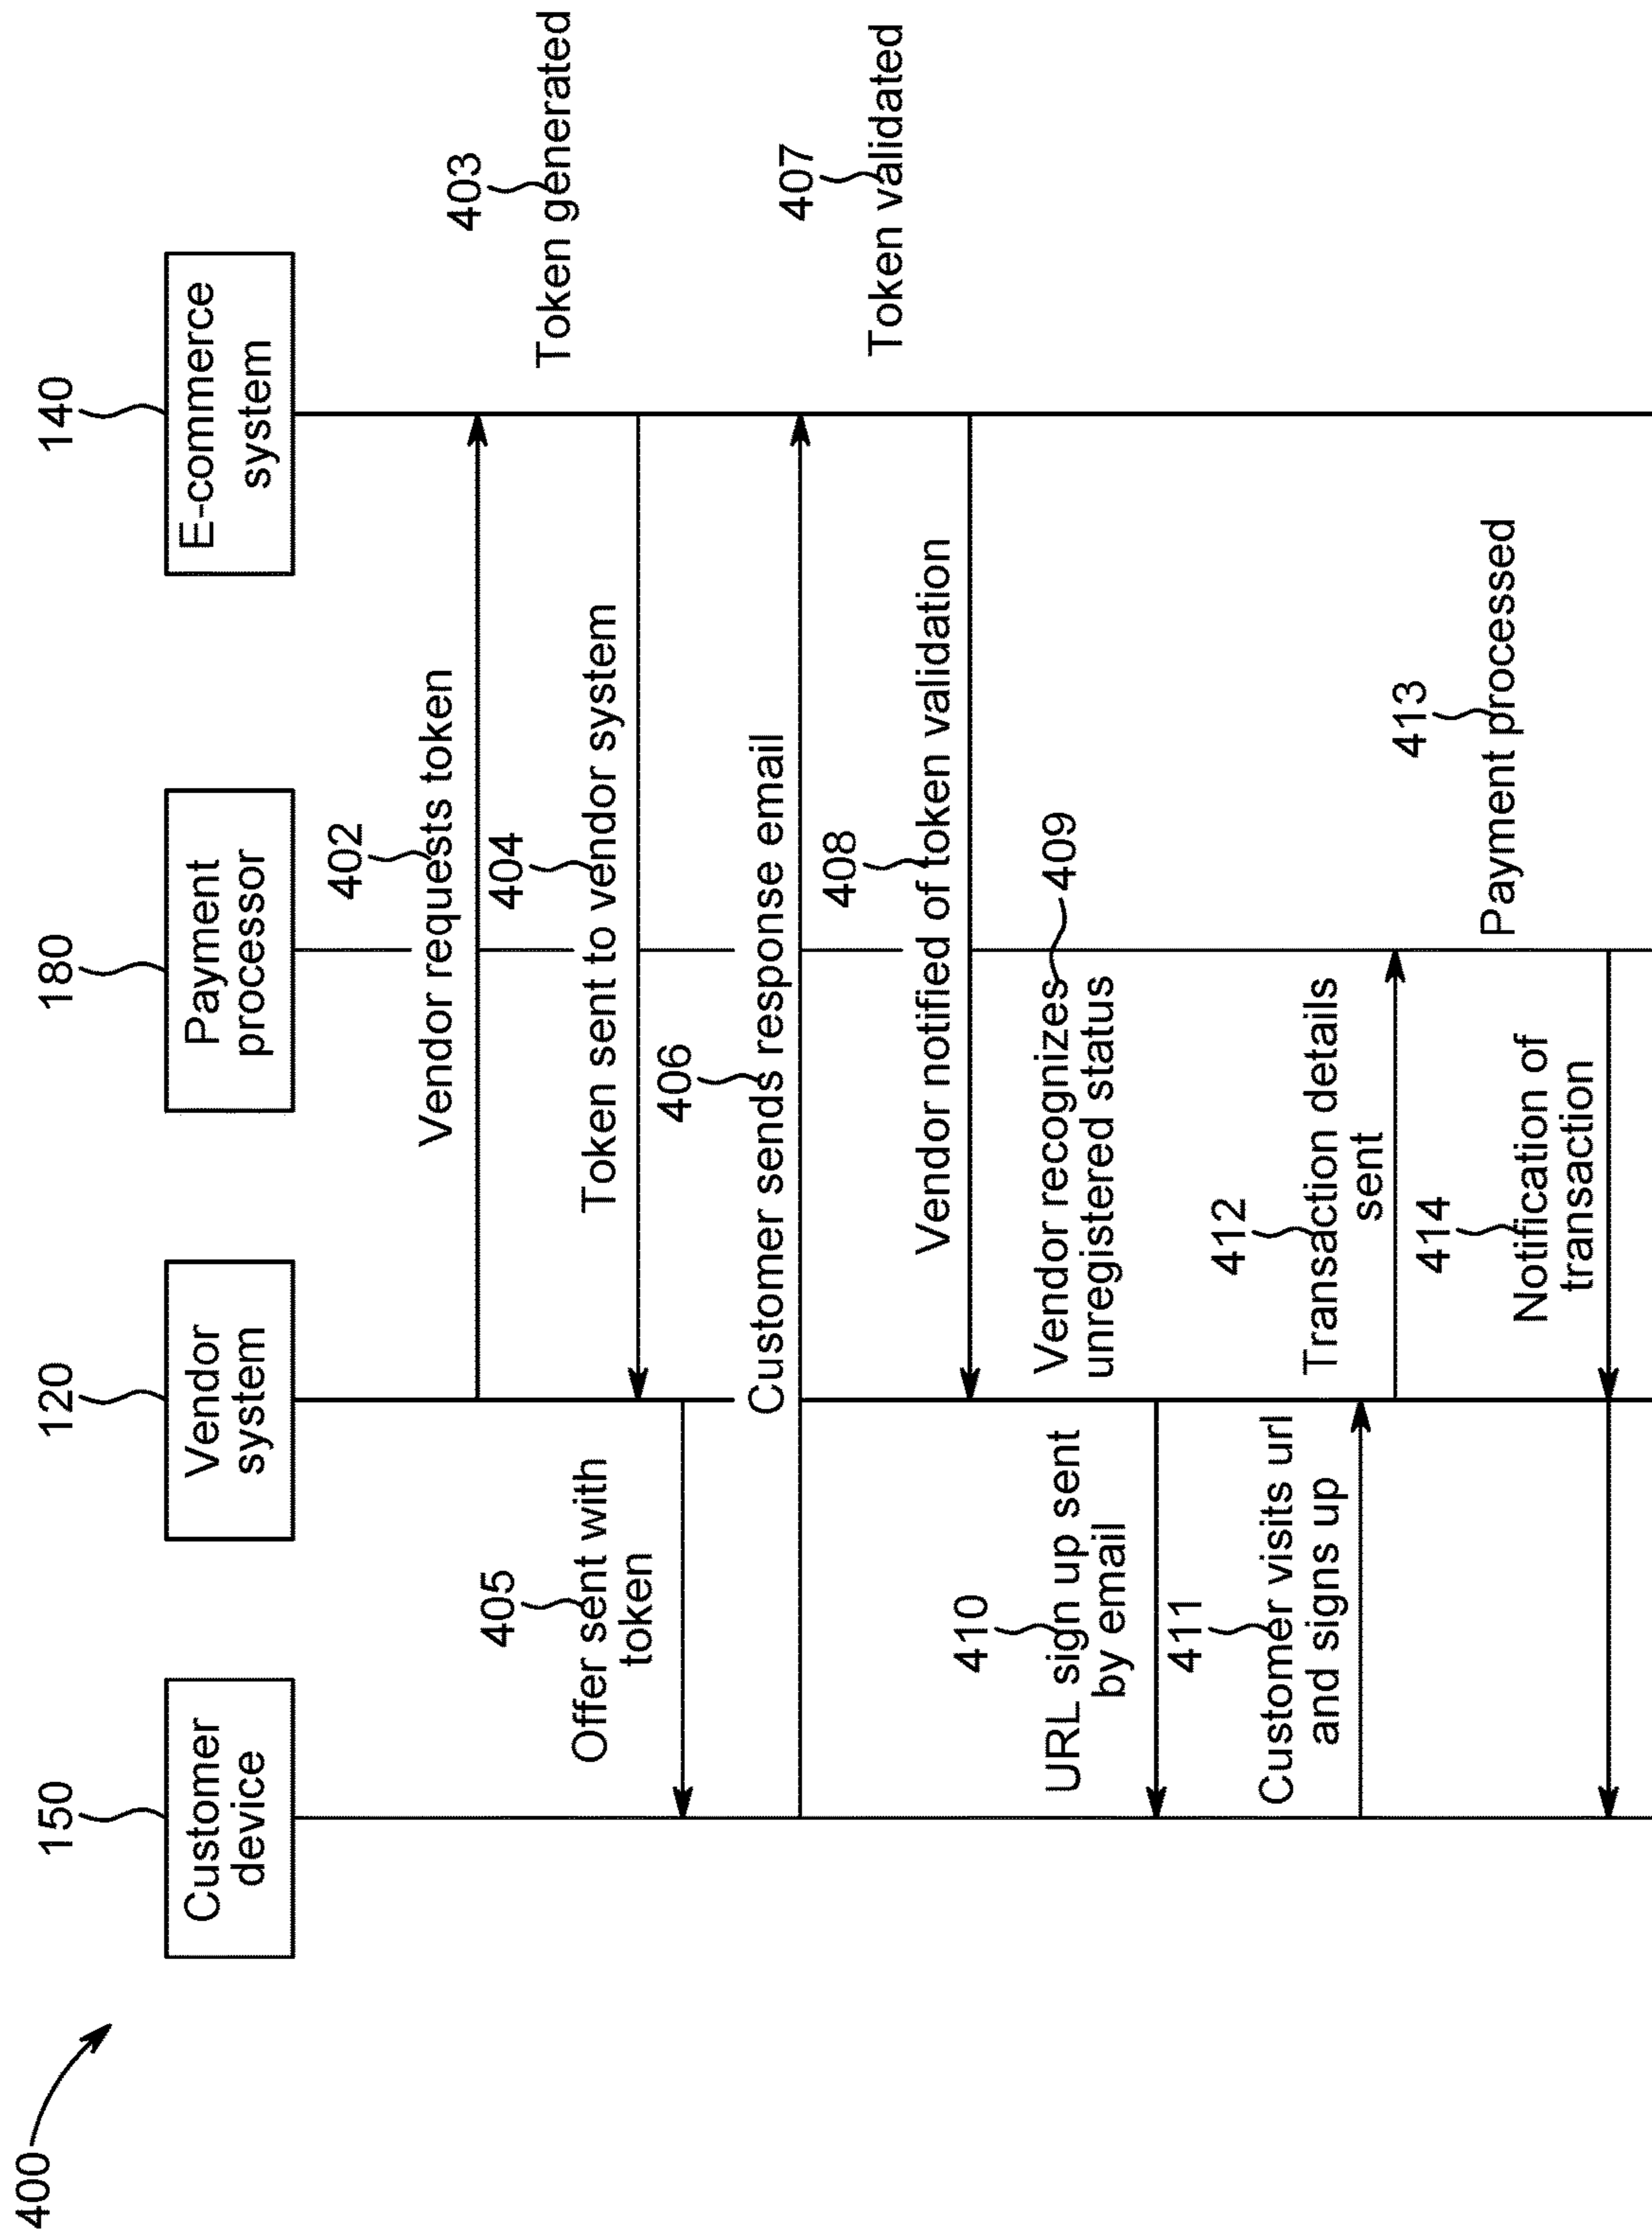 400
150
120
180
140
Customer
device
Vendor
system
Payment
processor
E-commerce
system
402
Vendor requests token
403
Token generated
404
Token sent to vendor system
405
Offer sent with
token
406
Customer sends response email
407
Token validated
408
Vendor notified of token validation
409
Vendor recognizes
unregistered status
410
URL sign up sent
by email
411
Customer visits url
and signs up
412
Transaction details
sent
413
Payment processed
414
Notification of
transaction